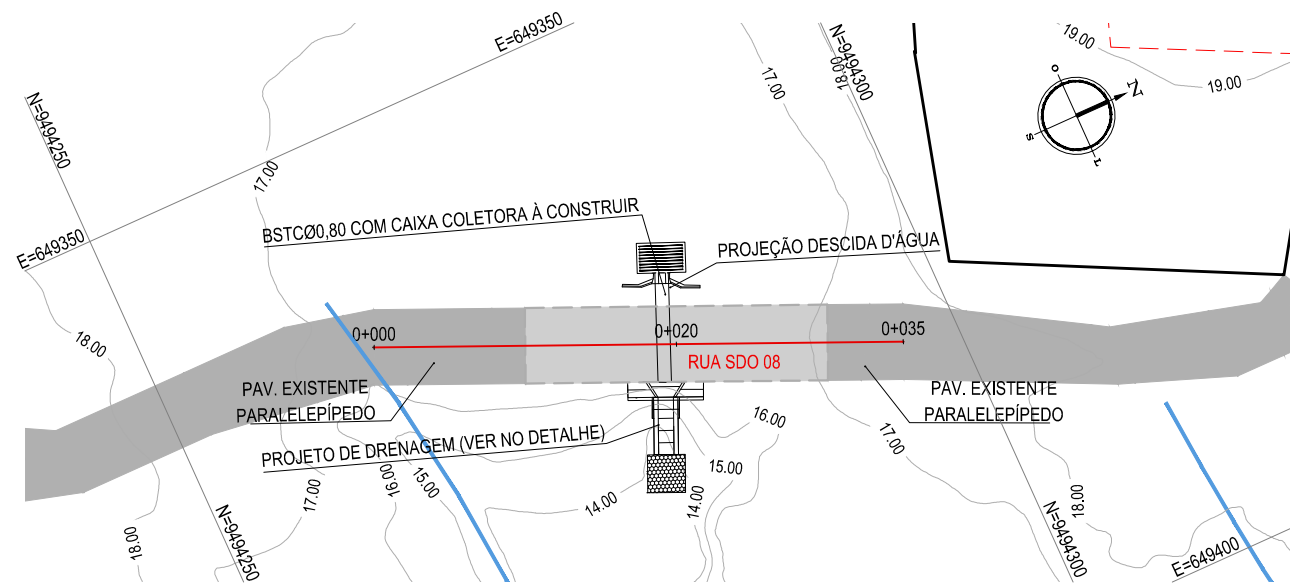 E=649350
N=9494300
19.00
17.00
18.00
19.00
O
N
S
L
N=9494250
17.00
BSTCØ0,80 COM CAIXA COLETORA À CONSTRUIR
PROJEÇÃO DESCIDA D'ÁGUA
E=649350
18.00
0+000
0+020
0+035
RUA SDO 08
PAV. EXISTENTE
PARALELEPÍPEDO
PAV. EXISTENTE
PARALELEPÍPEDO
16.00
PROJETO DE DRENAGEM (VER NO DETALHE)
17.00
15.00
16.00
15.00
17.00
14.00
14.00
18.00
18.00
N=9494250
N=9494300
E=649400